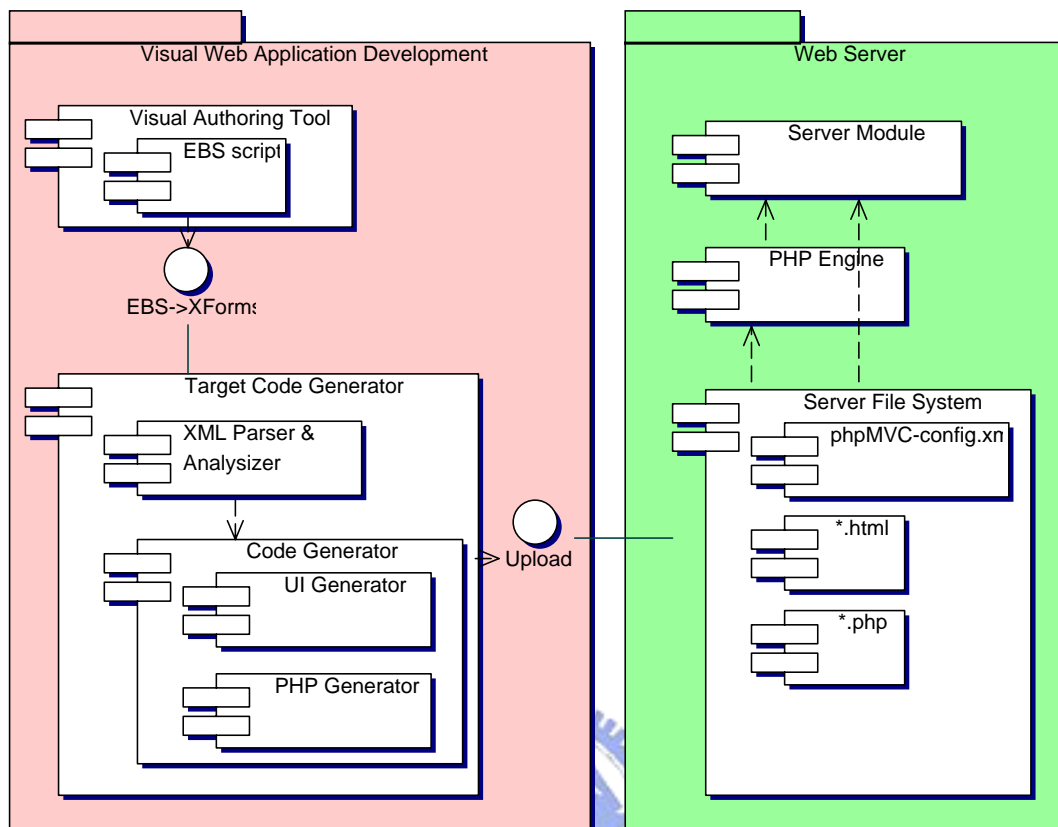 Visual Web Application Development
Visual Authoring Tool
EBS script
EBS->XForms
Target Code Generator
XML Parser &
Analysizer
Code Generator
UI Generator
PHP Generator
Upload
Web Server
Server Module
PHP Engine
Server File System
phpMVC-config.xm
*.html
*.php